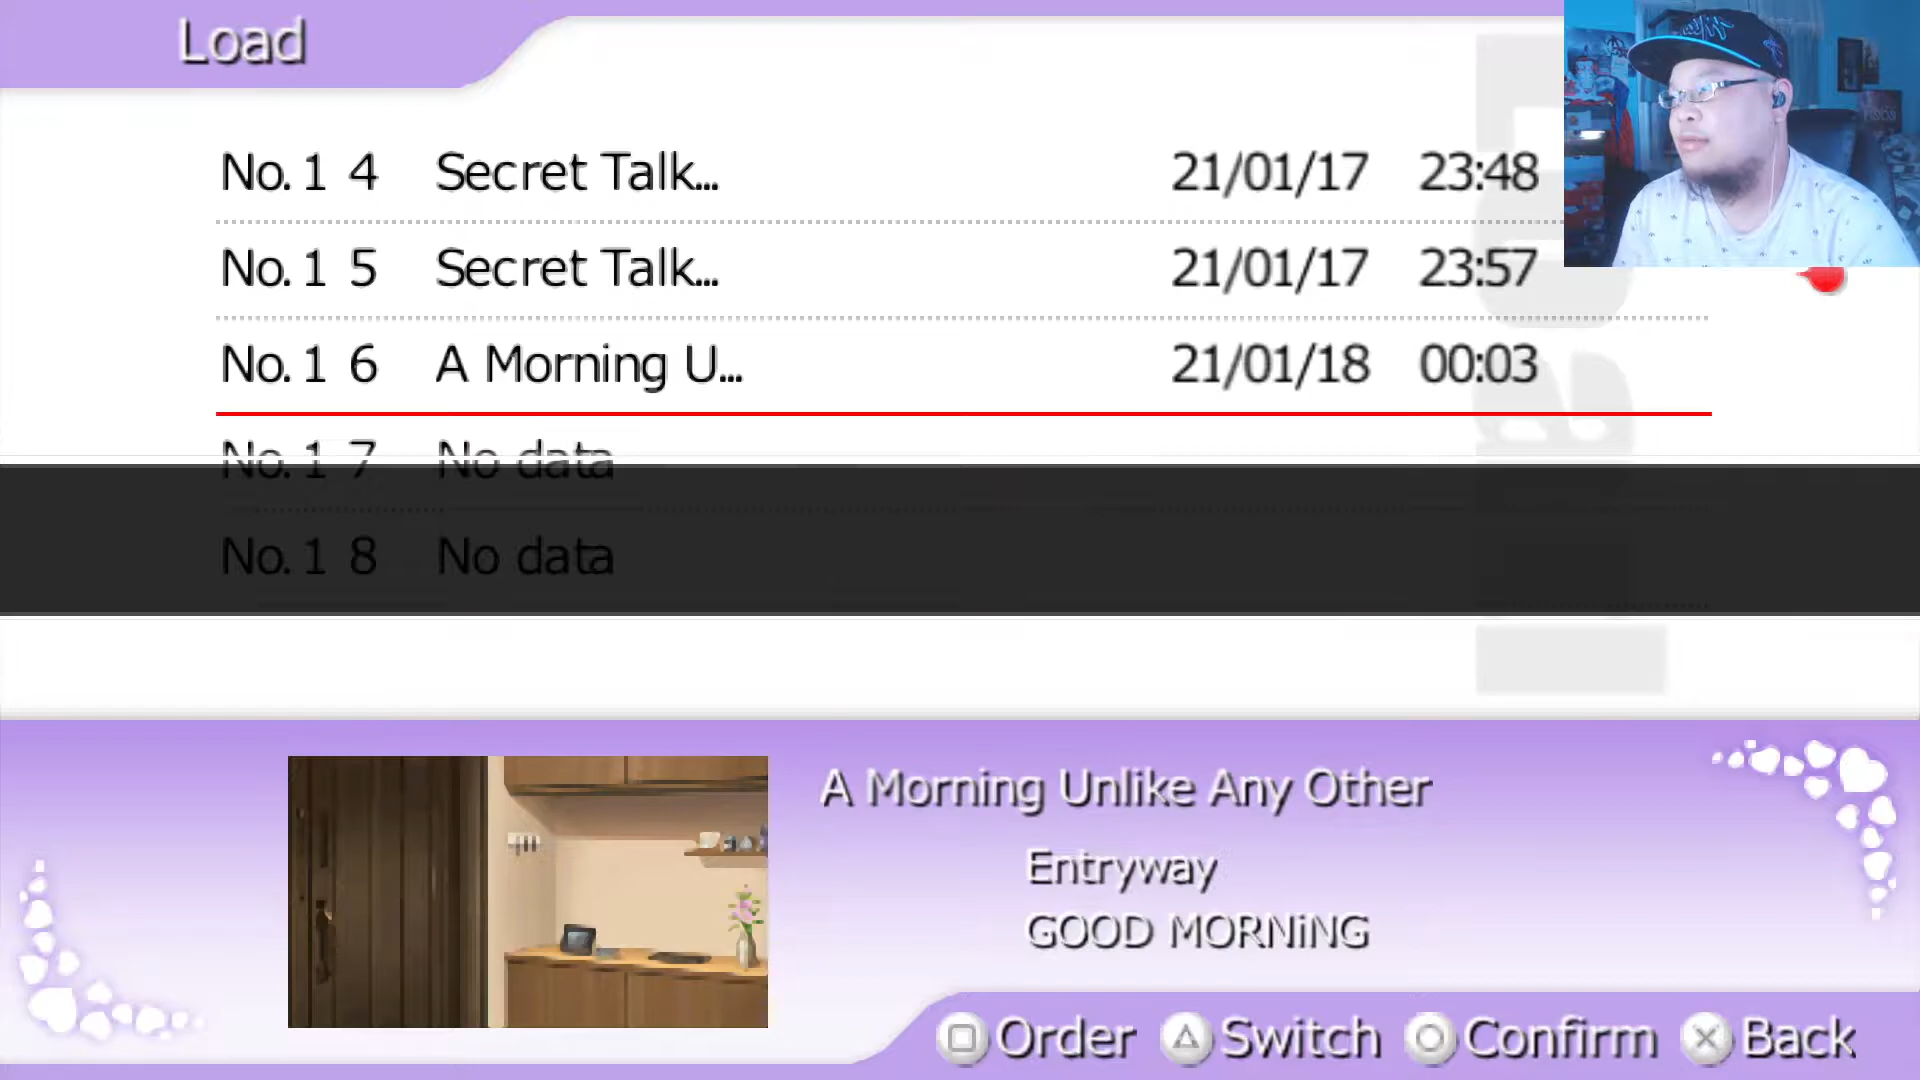 Load
No. 1 4 Secret Talk... 21/01/17 23:48
No. 1 5 Secret Talk... 21/01/17 23:57
No. 1 6 A Morning U... 21/01/18 00:03
No. 1 7 No data
No. 1 8 No data
A Morning Unlike Any Other
Entryway
GOOD MORNiNG
Order Switch Confirm Back